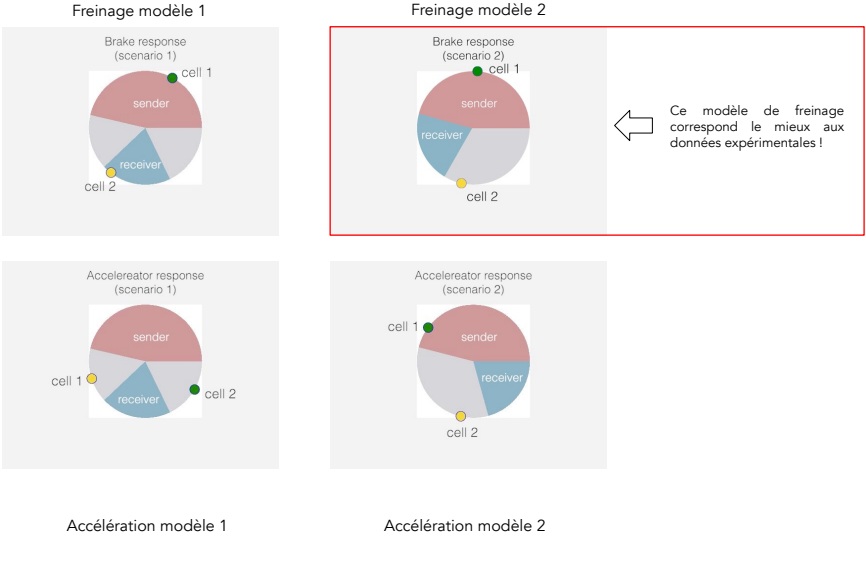 Freinage modèle 1
Freinage modèle 2
Brake response
(scenario 1)
cell 1
sender
receiver
cell 2
Brake response
(scenario 2)
cell 1
sender
receiver
cell 2
Ce modèle de freinage
correspond le mieux aux
données expérimentales !
Accelereator response
(scenario 1)
sender
cell 1
receiver
cell 2
Accelereator response
(scenario 2)
cell 1
sender
receiver
cell 2
Accélération modèle 1
Accélération modèle 2